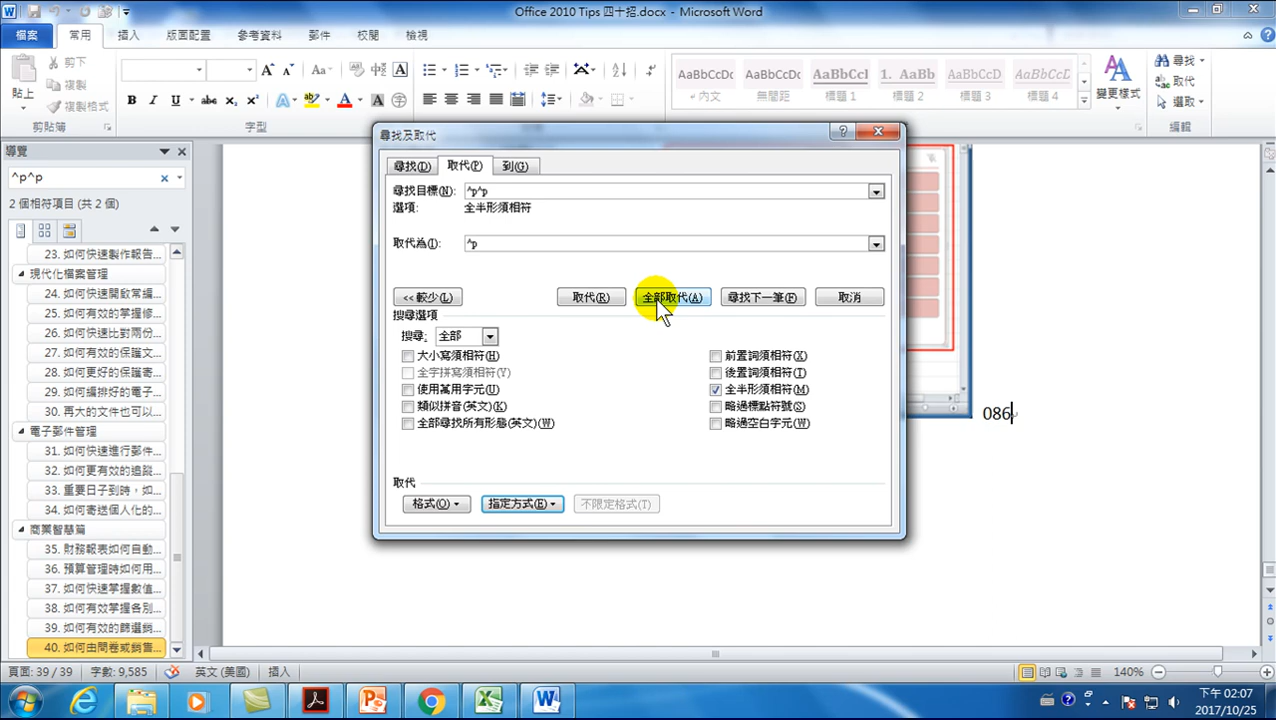 Office 2010 Tips 四十招.docx - Microsoft Word
檔案 常用 插入 版面配置 參考資料 郵件 校閱 檢視
剪下
複製
複製格式
貼上
剪貼簿
字型
AaBbCcDd AaBbCcDd AaBbCcI 1. AaBb AaBbCcD AaBbCcD
內文 無間距 標題 1 標題 2 標題 3 標題 4
變更樣式
尋找
取代
選取
編輯
導覽
^p^p
2 個相符項目 (共 2 個)
23. 如何快速製作報告...
現代化檔案管理
24. 如何快速開啟常編...
25. 如何有效的掌握修...
26. 如何快速比對兩份...
27. 如何有效的保護文...
28. 如何更好的保護寄...
29. 如何編排好的電子...
30. 再大的文件也可以...
電子郵件管理
31. 如何快速進行郵件...
32. 如何更有效的追蹤...
33. 重要日子到時，如...
34. 如何寄送個人化的...
商業智慧篇
35. 財務報表如何自動...
36. 預算管理時如何用...
37. 如何快速掌握數值...
38. 如何有效掌握各別...
39. 如何有效的篩選銷...
40. 如何由問卷或銷售...
尋找及取代
尋找(D) 取代(P) 到(G)
尋找目標(N): ^p^p
選項: 全半形須相符
取代為(I): ^p
<< 較少(L) 取代(R) 全部取代(A) 尋找下一筆(F) 取消
搜尋選項
搜尋: 全部
大小寫須相符(H)
全字拼寫須相符(Y)
使用萬用字元(U)
類似拼音(英文)(K)
全部尋找所有形態(英文)(W)
前置詞須相符(X)
後置詞須相符(T)
全半形須相符(M)
略過標點符號(S)
略過空白字元(W)
取代
格式(O) 指定方式(E) 不限定格式(T)
086
頁面: 39 / 39 字數: 9,585 英文 (美國) 插入 140%
下午 02:07
2017/10/25